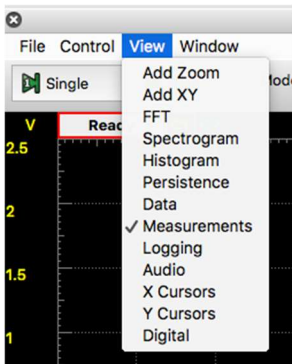 File Control View Window
Single
V
2.5
2
1.5
1
Add Zoom
Add XY
FFT
Spectrogram
Histogram
Persistence
Data
Measurements
Logging
Audio
X Cursors
Y Cursors
Digital